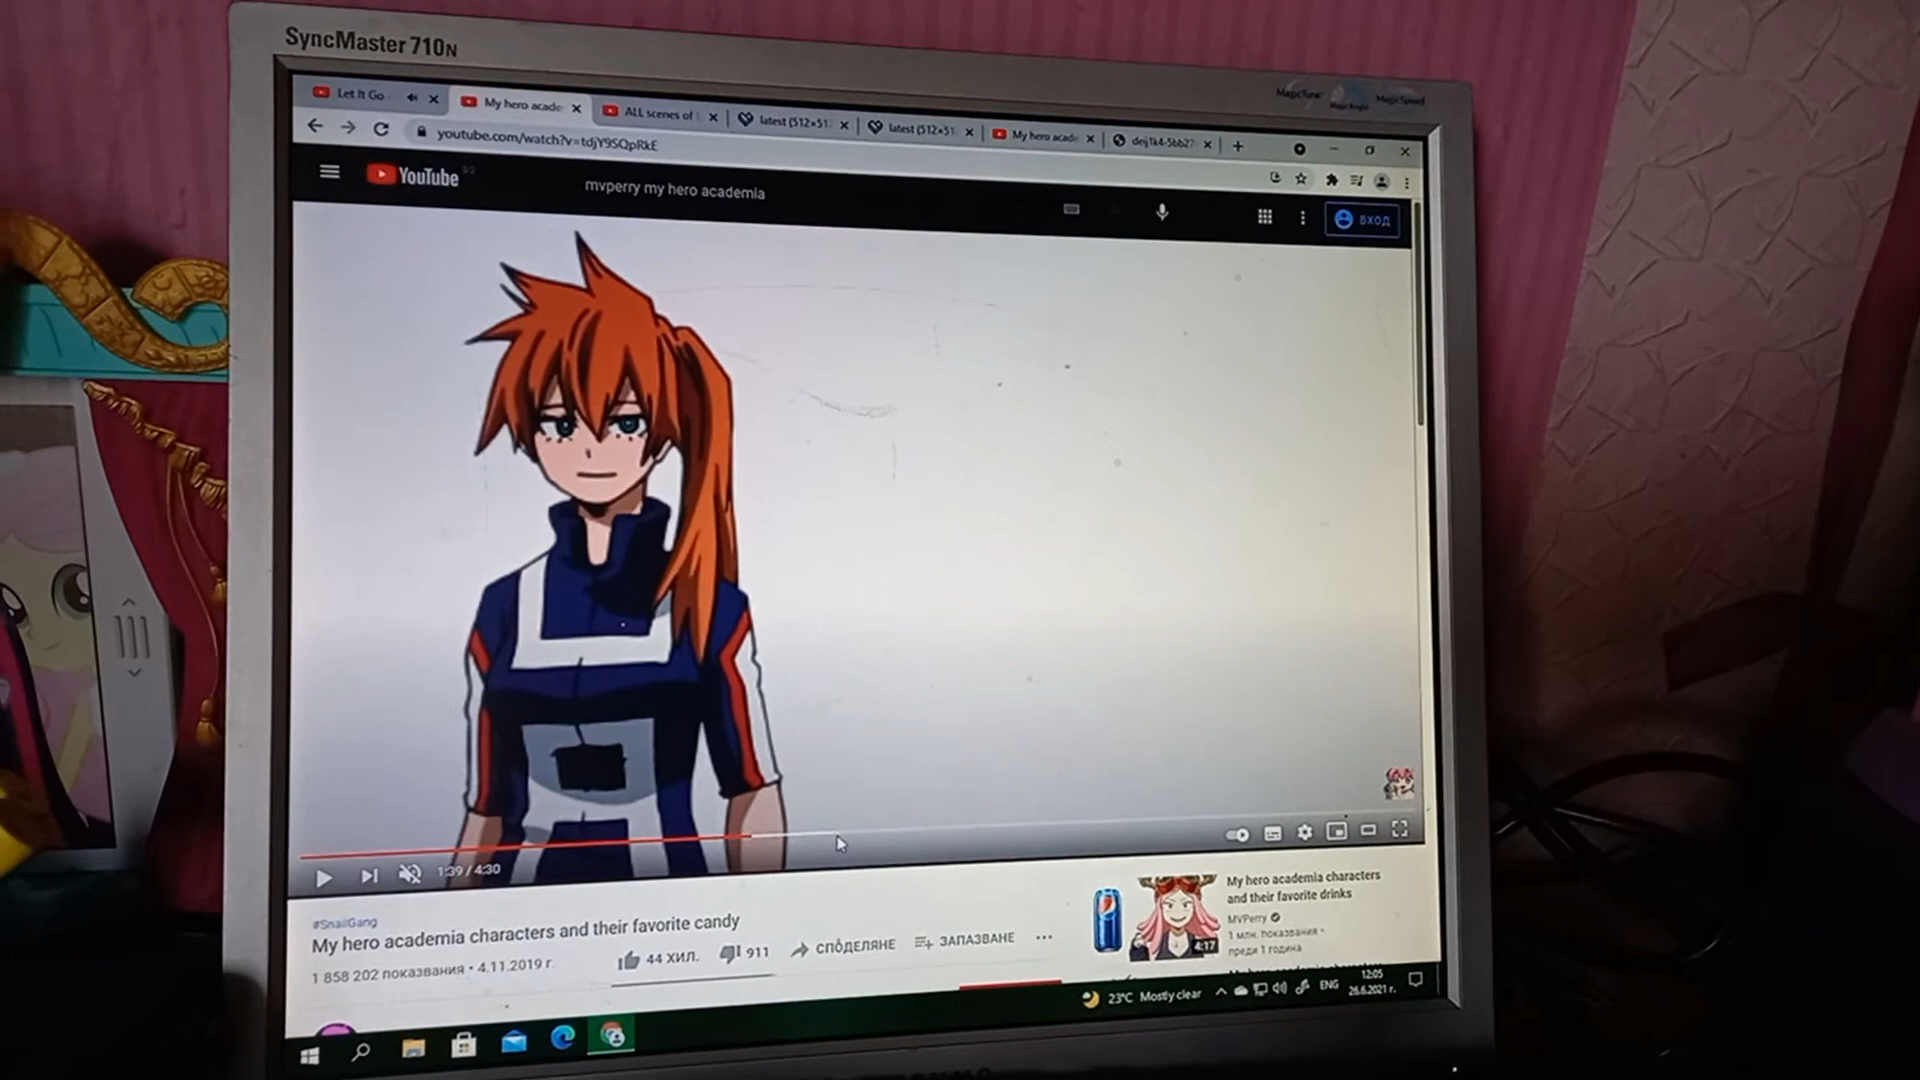 SyncMaster 710N
MagicTune
MagicBright
MagicSpeed
Let It Go
My hero acade
ALL scenes of
latest (512×51
latest (512×51
My hero acade
youtube.com/watch?v=tdjY9SQpRkE
YouTube
mvperry my hero academia
ВХОД
1:39 / 4:30
#SnailGang
My hero academia characters and their favorite candy
1 858 202 показвания • 4.11.2019 г.
44 ХИЛ.
911
СПОДЕЛЯНЕ
ЗАПАЗВАНЕ
4:17
My hero academia characters
and their favorite drinks
MVPerry
1 млн. показвания •
преди 1 година
23°C Mostly clear
ENG
12:05
26.6.2021 г.